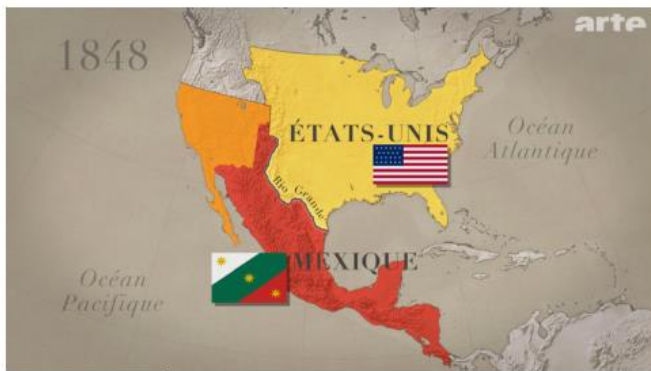 arte
1848
ÉTATS-UNIS
Océan
Atlantique
Rio Grande
MEXIQUE
Océan
Pacifique